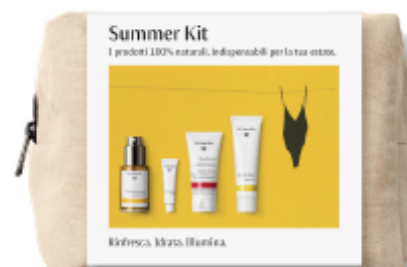 Summer Kit
I prodotti 100% naturali, indispensabili per la tua estate.
Rinfresca. Idrata. Illumina.